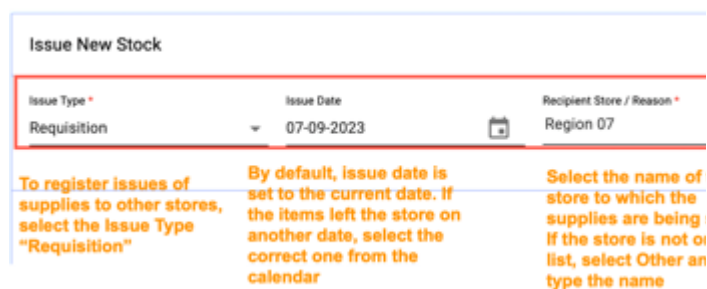 Issue New Stock
Issue Type *
Issue Date
Recipient Store / Reason *
Requisition
07-09-2023
Region 07
To register issues of
supplies to other stores,
select the Issue Type
“Requisition”
By default, issue date is
set to the current date. If
the items left the store on
another date, select the
correct one from the
calendar
Select the name of
store to which the
supplies are being
If the store is not
list, select Other
type the name